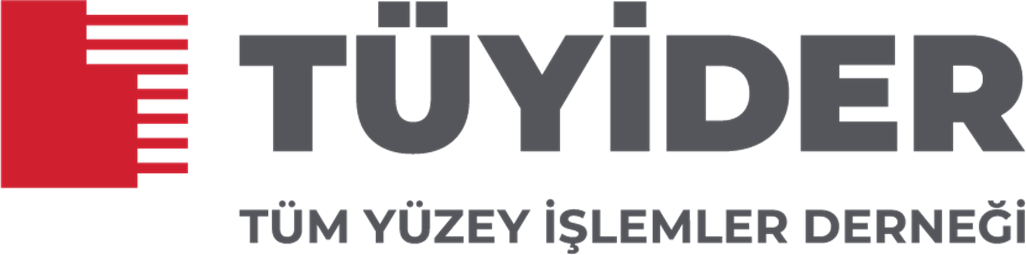 TÜYİDER
TÜM YÜZEY İŞLEMLER DERNEĞİ